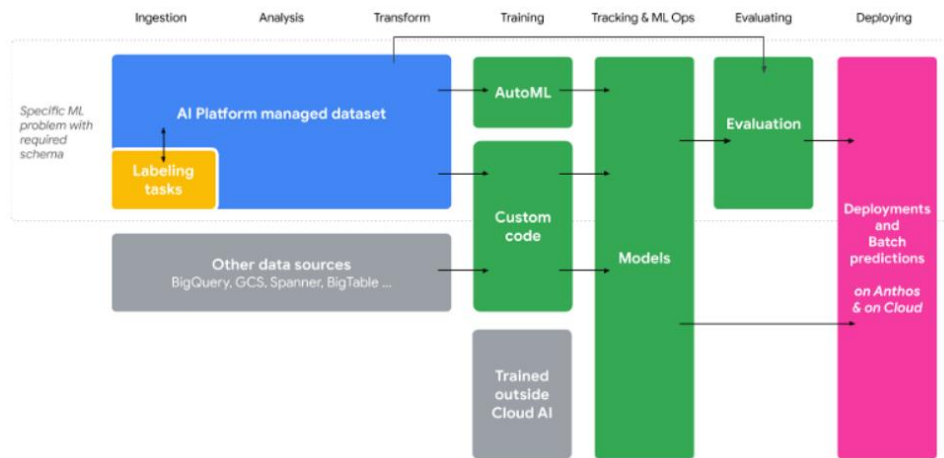 Ingestion
Analysis
Transform
Training
Tracking & ML Ops
Evaluating
Deploying
Specific ML
problem with
required
schema
AI Platform managed dataset
Labeling
tasks
AutoML
Evaluation
Custom
code
Other data sources
BigQuery, GCS, Spanner, BigTable ...
Models
Deployments
and
Batch
predictions
on Anthos
& on Cloud
Trained
outside
Cloud AI